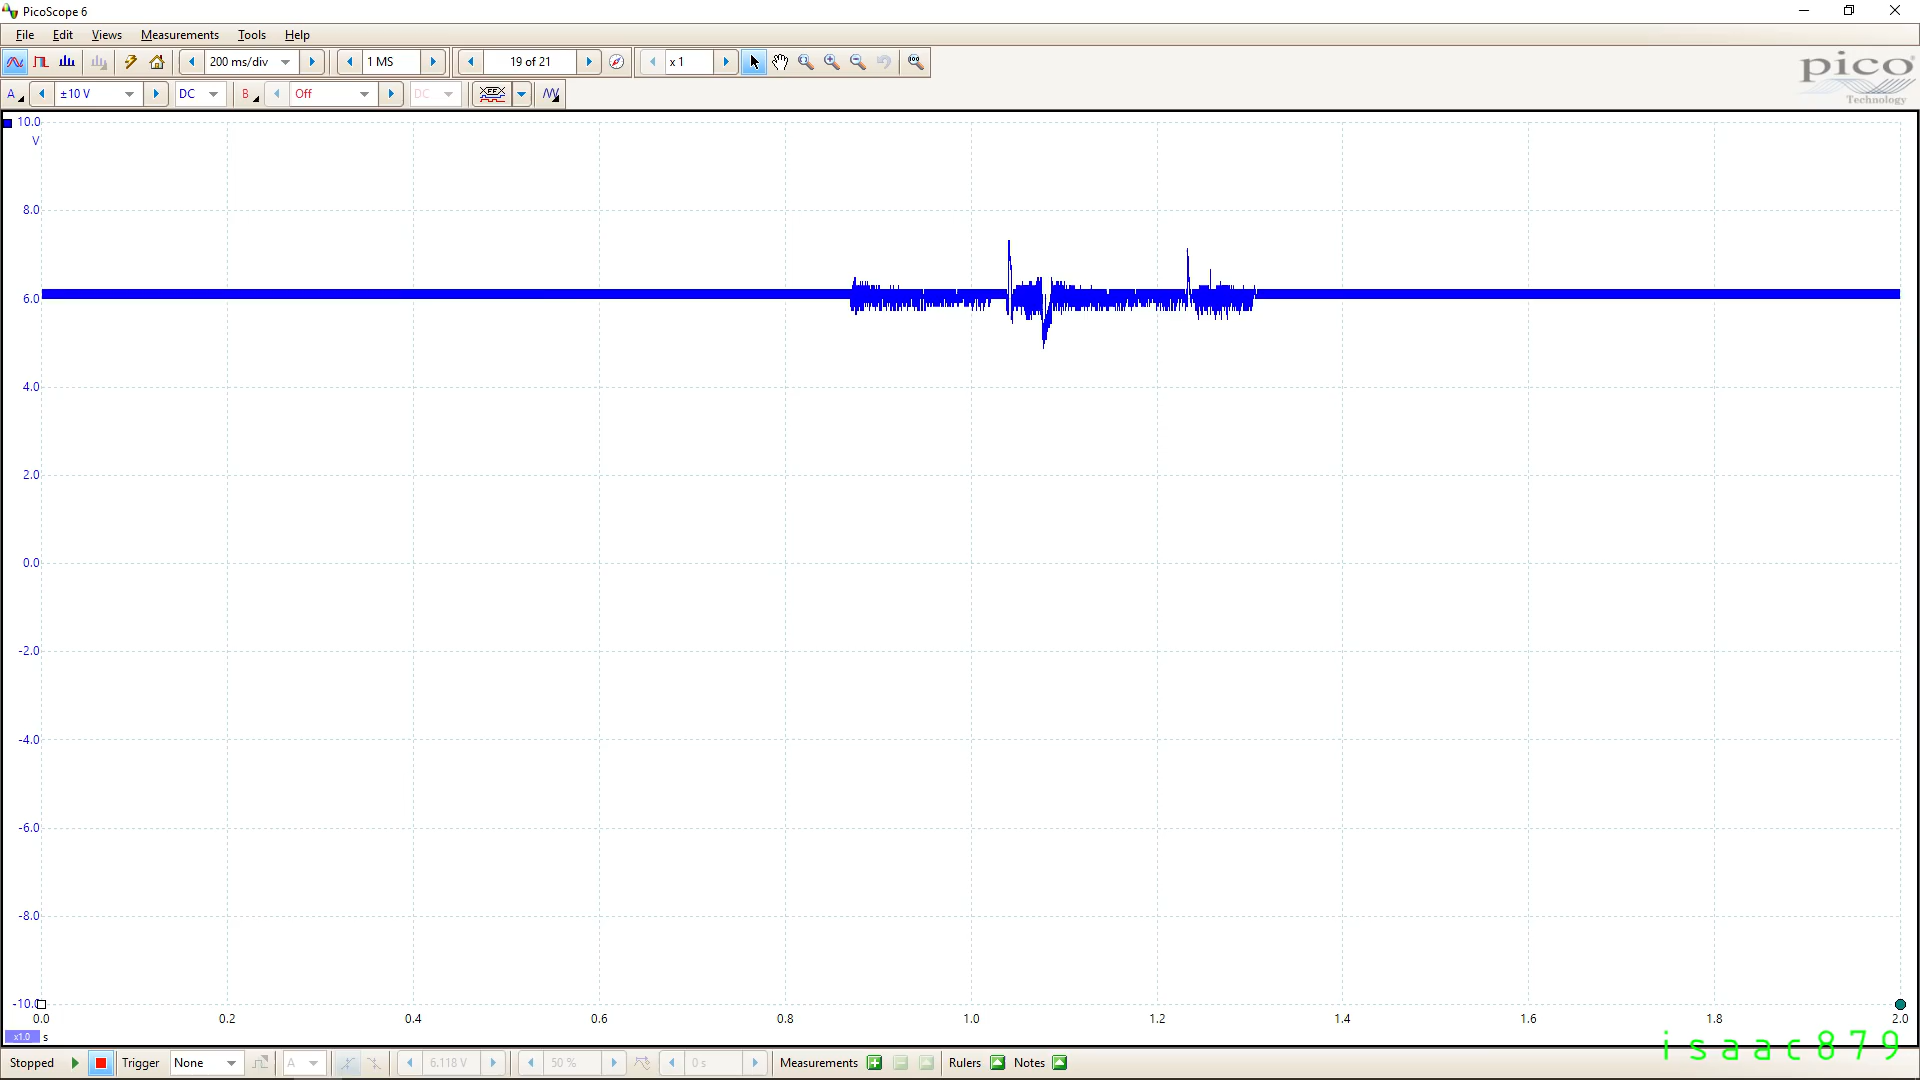 PicoScope 6
File Edit Views Measurements Tools Help
200 ms/div 1 MS 19 of 21 x 1
pico
Technology
A ±10 V DC B Off DC
10.0
V
8.0
6.0
4.0
2.0
0.0
-2.0
-4.0
-6.0
-8.0
-10.0
0.0 0.2 0.4 0.6 0.8 1.0 1.2 1.4 1.6 1.8 2.0
x1.0 s
isaac879
Stopped Trigger None A 6.118 V 50 % 0 s Measurements Rulers Notes